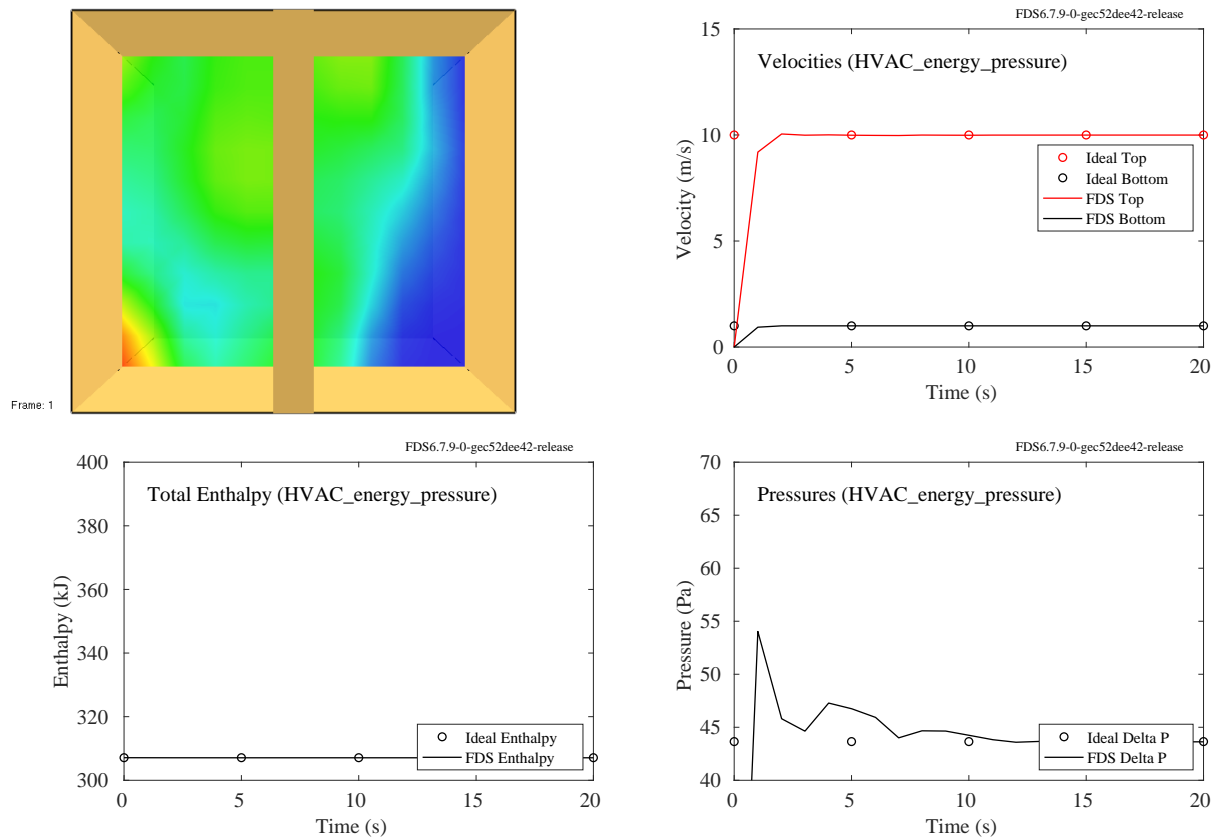 Frame: 1
FDS6.7.9-0-gec52dee42-release
Velocities (HVAC_energy_pressure)
Velocity (m/s)
15
10
5
0
Ideal Top
Ideal Bottom
FDS Top
FDS Bottom
0
5
10
15
20
Time (s)
FDS6.7.9-0-gec52dee42-release
Total Enthalpy (HVAC_energy_pressure)
Enthalpy (kJ)
400
380
360
340
320
300
Ideal Enthalpy
FDS Enthalpy
0
5
10
15
20
Time (s)
FDS6.7.9-0-gec52dee42-release
Pressures (HVAC_energy_pressure)
Pressure (Pa)
70
65
60
55
50
45
40
Ideal Delta P
FDS Delta P
0
5
10
15
20
Time (s)